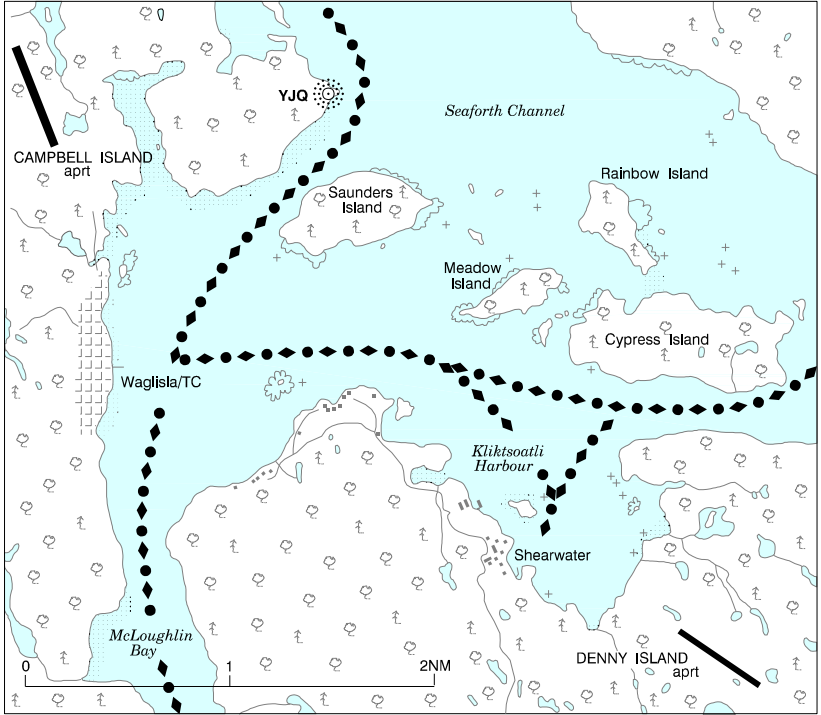 Seaforth Channel
YJQ
CAMPBELL ISLAND
aprt
Rainbow Island
Saunders
Island
Meadow
Island
Cypress Island
Waglisla/TC
Kliktsoatli
Harbour
Shearwater
McLoughlin
Bay
DENNY ISLAND
aprt
0 1 2NM